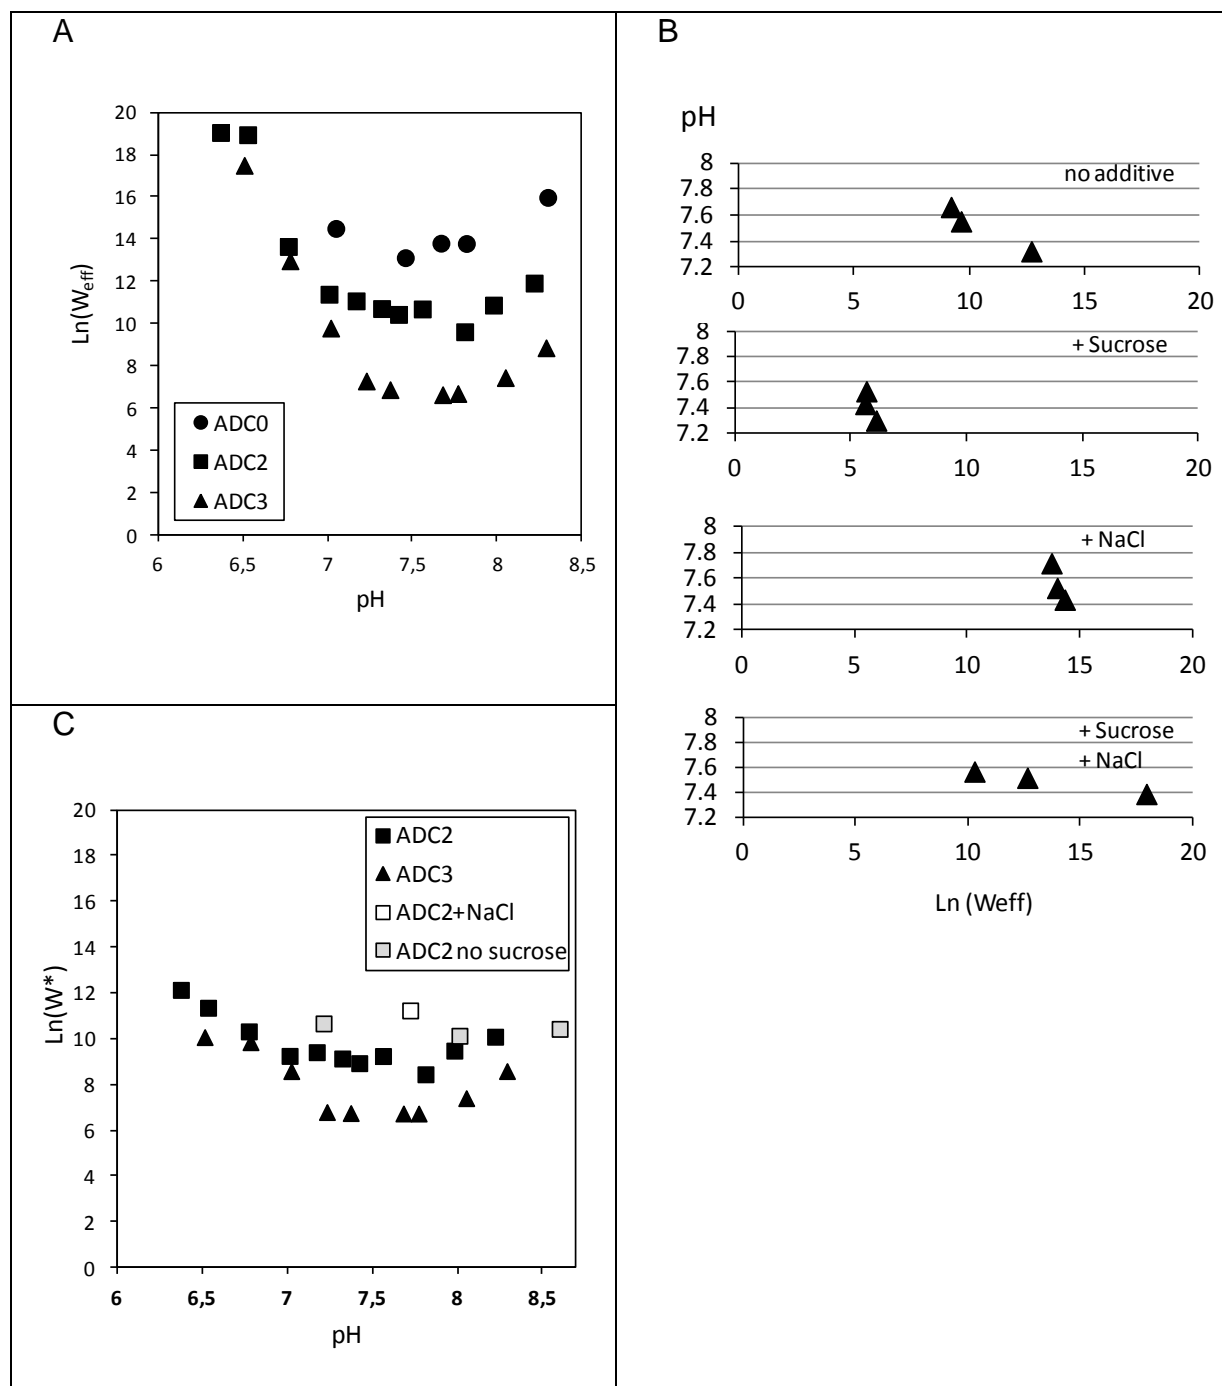 A
20
18
16
14
12
10
8
6
4
2
0
Ln(Weff)
ADC0
ADC2
ADC3
6 6,5 7 7,5 8 8,5
pH
B
pH
8
7.8
7.6
7.4
7.2
no additive
0 5 10 15 20
8
7.8
7.6
7.4
7.2
+ Sucrose
0 5 10 15 20
8
7.8
7.6
7.4
7.2
+ NaCl
0 5 10 15 20
8
7.8
7.6
7.4
7.2
+ Sucrose
+ NaCl
0 5 10 15 20
Ln (Weff)
C
20
18
16
14
12
10
8
6
4
2
0
Ln(W*)
ADC2
ADC3
ADC2+NaCl
ADC2 no sucrose
6 6,5 7 7,5 8 8,5
pH